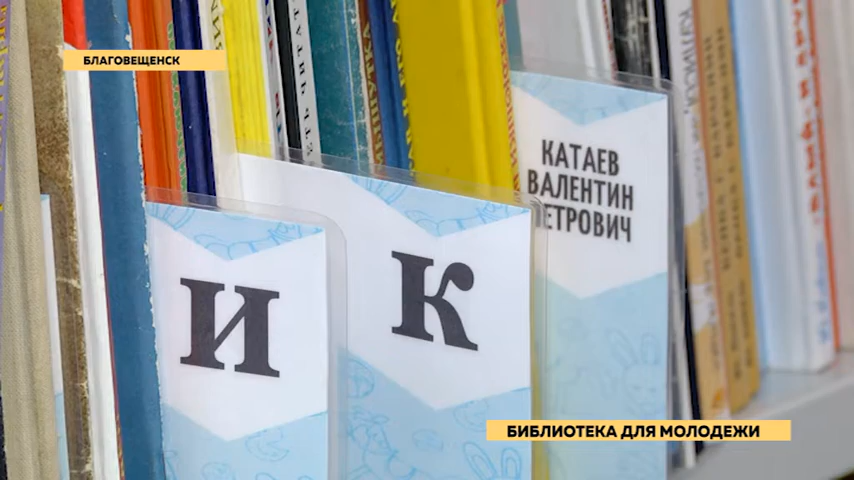 БЛАГОВЕЩЕНСК
КАТАЕВ
ВАЛЕНТИН
ЕТРОВИЧ
И
К
БИБЛИОТЕКА ДЛЯ МОЛОДЕЖИ